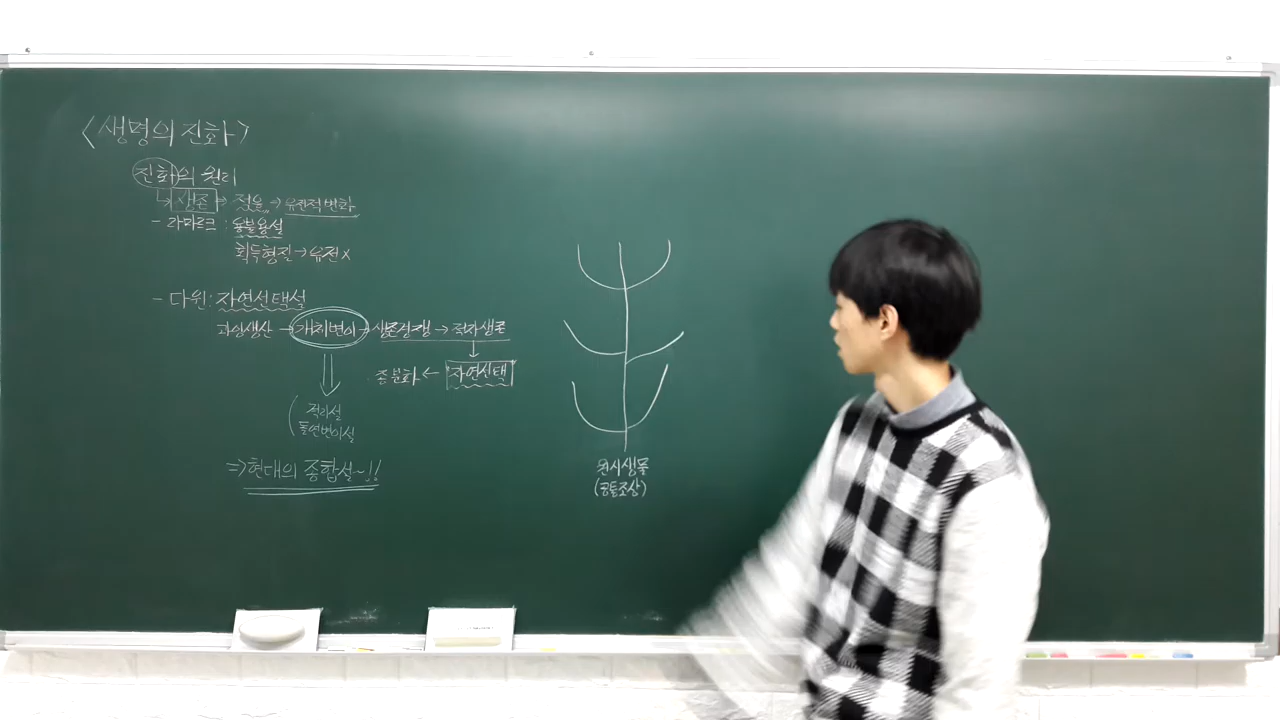 <생명의 진화>
진화의 원리
↳ 생존 → 적응 → 유전적 변화
- 라마르크 : 용불용설
획득형질 → 유전 x
- 다윈 : 자연선택설
과잉생산 → 개체변이 → 생존경쟁 → 적자생존
↓
종분화 ← 자연선택
⇓
( 격리설
돌연변이설
⇒ 현대의 종합설~!!
원시생물
(공통조상)